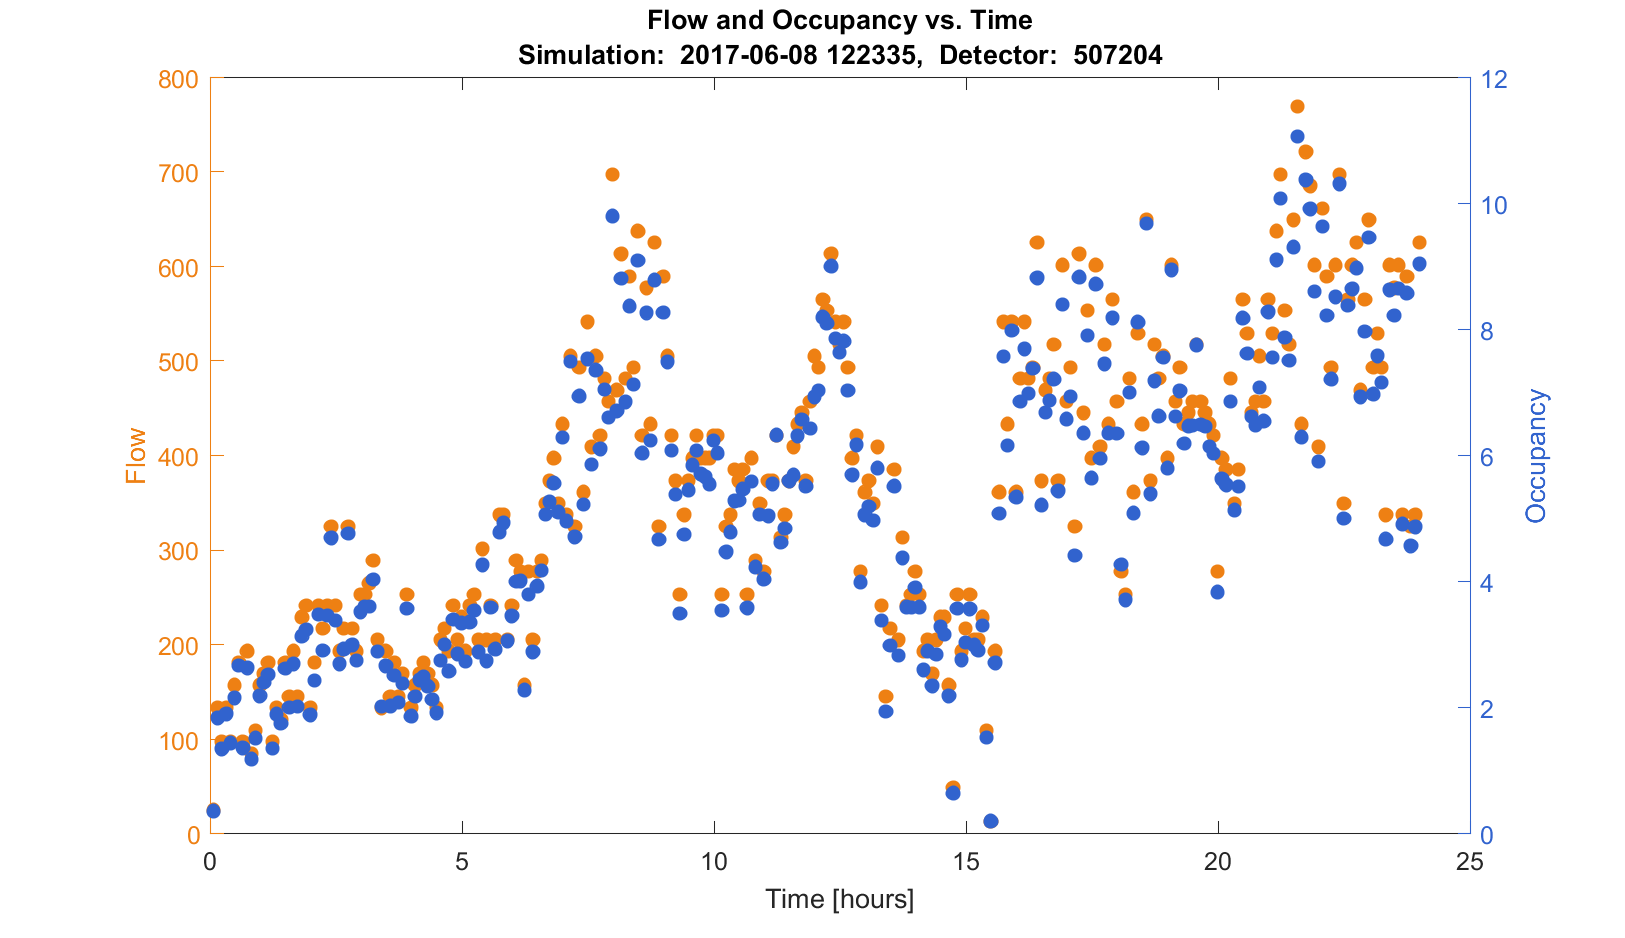 Flow and Occupancy vs. Time
Simulation:  2017-06-08 122335,  Detector:  507204
800
700
600
500
400
300
200
100
0
Flow
12
10
8
6
4
2
0
Occupancy
0 5 10 15 20 25
Time [hours]